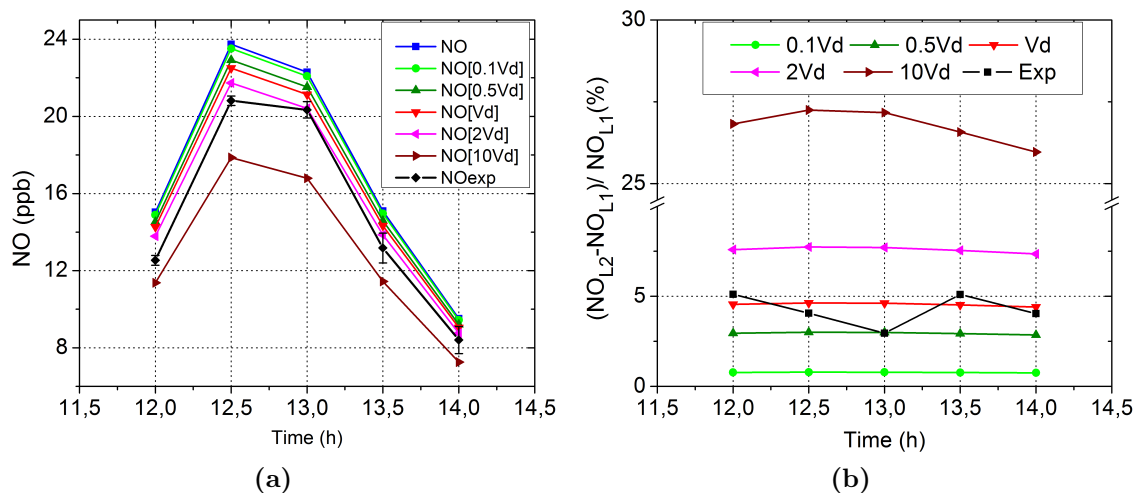 24
20
16
12
8
NO (ppb)
NO
NO[0.1Vd]
NO[0.5Vd]
NO[Vd]
NO[2Vd]
NO[10Vd]
NOexp
11,5 12,0 12,5 13,0 13,5 14,0 14,5
Time (h)
(a)
30
25
5
0
(NOL2-NOL1)/ NOL1(%)
0.1Vd 0.5Vd Vd
2Vd 10Vd Exp
11,5 12,0 12,5 13,0 13,5 14,0 14,5
Time (h)
(b)